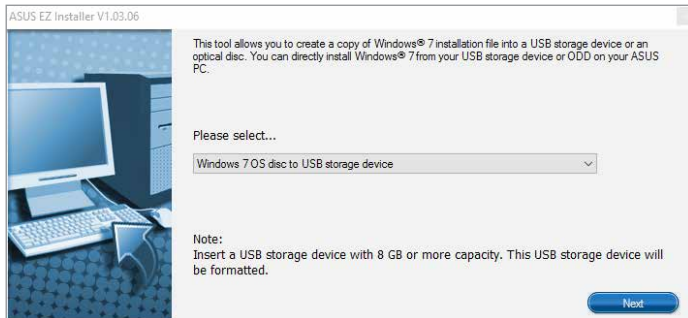 ASUS EZ Installer V1.03.06
This tool allows you to create a copy of Windows® 7 installation file into a USB storage device or an
optical disc. You can directly install Windows® 7 from your USB storage device or ODD on your ASUS
PC.
Please select...
Windows 7 OS disc to USB storage device
Note:
Insert a USB storage device with 8 GB or more capacity. This USB storage device will
be formatted.
Next